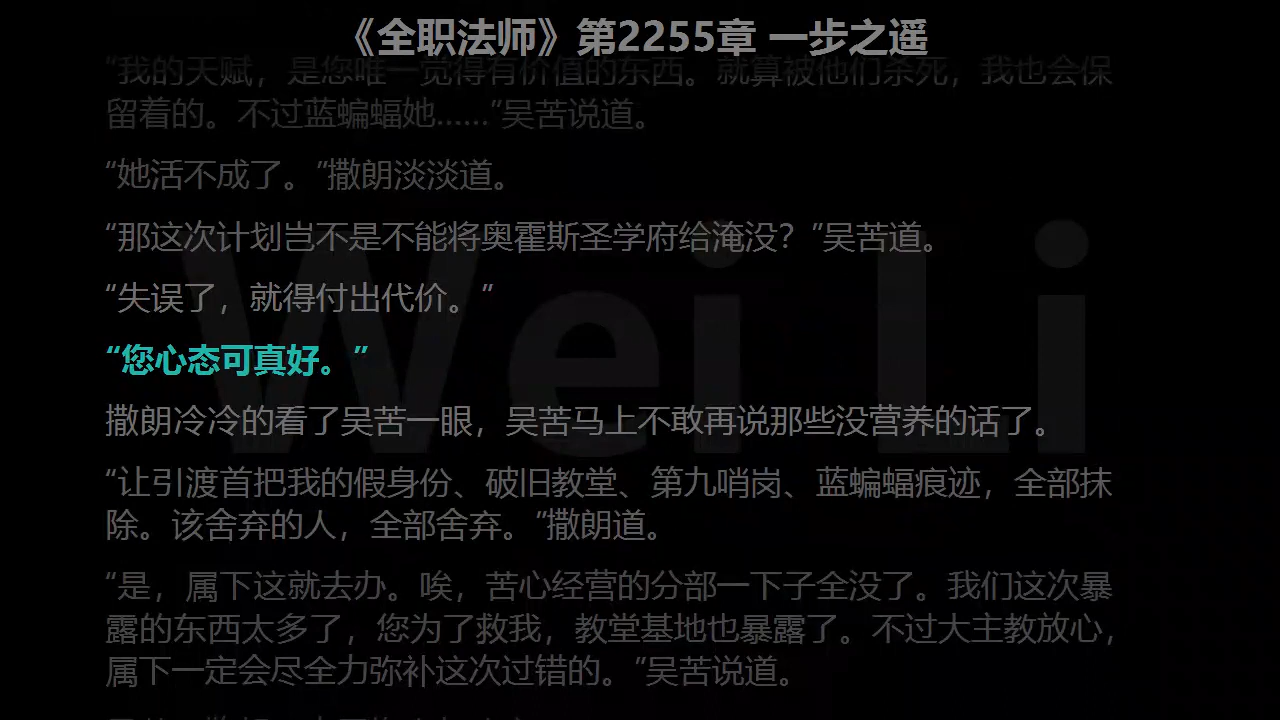 《全职法师》第2255章 一步之遥
“我的天赋，是您唯一觉得有价值的东西。就算被他们杀死，我也会保
留着的。不过蓝蝙蝠她……”吴苦说道。
“她活不成了。”撒朗淡淡道。
“那这次计划岂不是不能将奥霍斯圣学府给淹没？”吴苦道。
“失误了，就得付出代价。”
“您心态可真好。”
撒朗冷冷的看了吴苦一眼，吴苦马上不敢再说那些没营养的话了。
“让引渡首把我的假身份、破旧教堂、第九哨岗、蓝蝙蝠痕迹，全部抹
除。该舍弃的人，全部舍弃。”撒朗道。
“是，属下这就去办。唉，苦心经营的分部一下子全没了。我们这次暴
露的东西太多了，您为了救我，教堂基地也暴露了。不过大主教放心，
属下一定会尽全力弥补这次过错的。”吴苦说道。
Wei Li